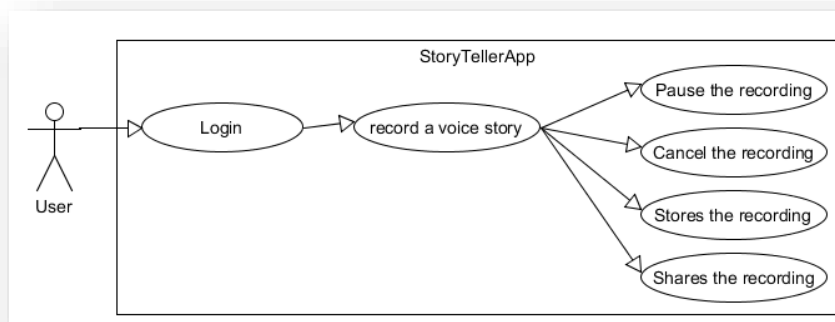 StoryTellerApp
Pause the recording
Login
record a voice story
Cancel the recording
User
Stores the recording
Shares the recording